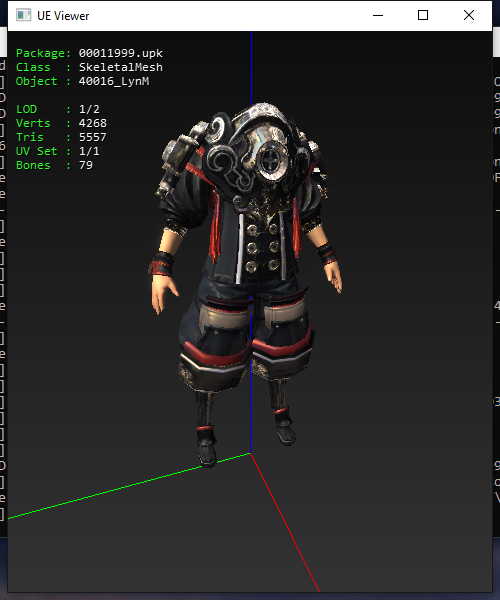 UE Viewer
Package: 00011999.upk
Class : SkeletalMesh
Object : 40016_LynM
LOD : 1/2
Verts : 4268
Tris : 5557
UV Set : 1/1
Bones : 79